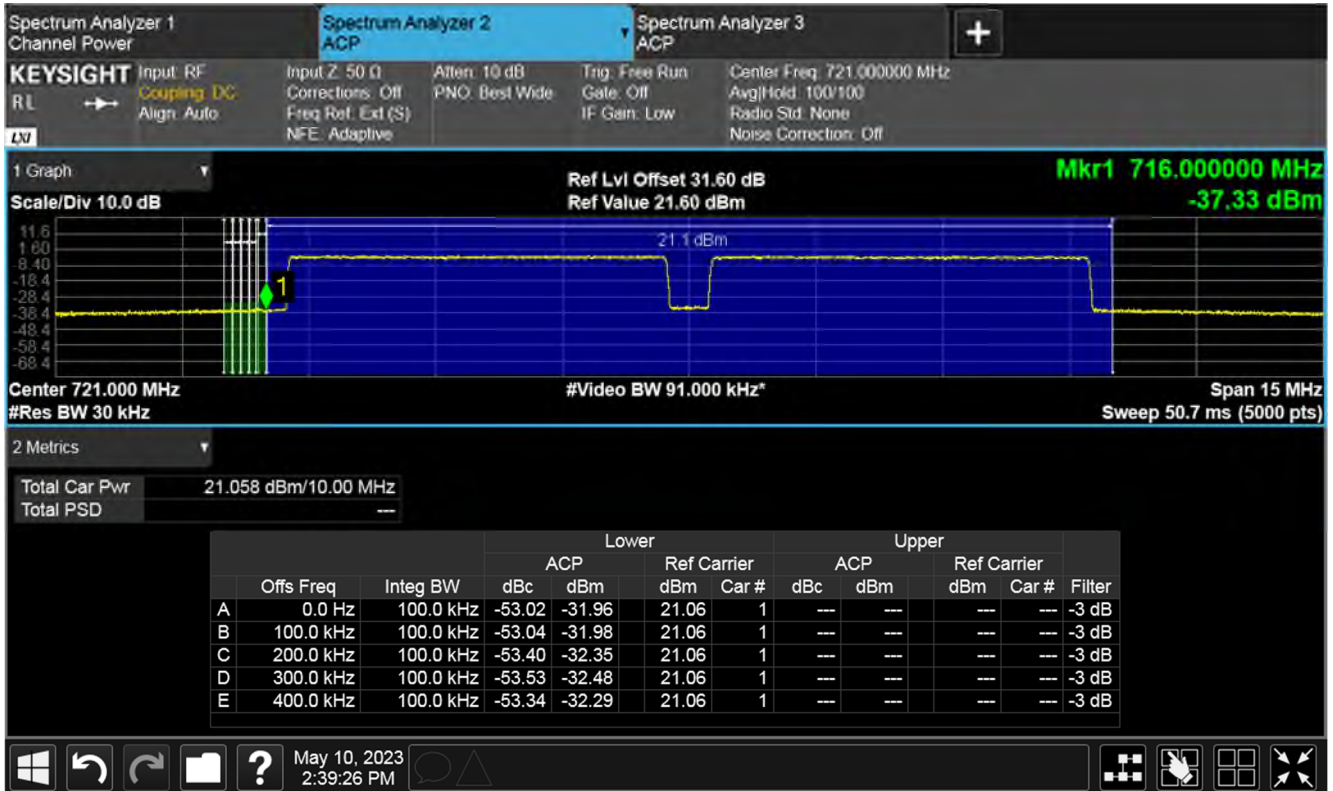 Spectrum Analyzer 1
Channel Power
Spectrum Analyzer 2
ACP
Spectrum Analyzer 3
ACP
+
KEYSIGHT
RL
LXI
Input: RF
Coupling: DC
Align: Auto
Input Z: 50 Ω
Corrections: Off
Freq Ref: Ext (S)
NFE: Adaptive
Atten: 10 dB
PNO: Best Wide
Trig: Free Run
Gate: Off
IF Gain: Low
Center Freq: 721.000000 MHz
Avg|Hold: 100/100
Radio Std: None
Noise Correction: Off
1 Graph
Scale/Div 10.0 dB
Ref Lvl Offset 31.60 dB
Ref Value 21.60 dBm
Mkr1 716.000000 MHz
-37.33 dBm
11.6
1.60
-8.40
-18.4
-28.4
-38.4
-48.4
-58.4
-68.4
21.1 dBm
1
Center 721.000 MHz
#Res BW 30 kHz
#Video BW 91.000 kHz*
Span 15 MHz
Sweep 50.7 ms (5000 pts)
2 Metrics
Total Car Pwr 21.058 dBm/10.00 MHz
Total PSD ---
Lower Upper
ACP Ref Carrier ACP Ref Carrier
Offs Freq Integ BW dBc dBm dBm Car # dBc dBm dBm Car # Filter
A 0.0 Hz 100.0 kHz -53.02 -31.96 21.06 1 --- --- --- --- -3 dB
B 100.0 kHz 100.0 kHz -53.04 -31.98 21.06 1 --- --- --- --- -3 dB
C 200.0 kHz 100.0 kHz -53.40 -32.35 21.06 1 --- --- --- --- -3 dB
D 300.0 kHz 100.0 kHz -53.53 -32.48 21.06 1 --- --- --- --- -3 dB
E 400.0 kHz 100.0 kHz -53.34 -32.29 21.06 1 --- --- --- --- -3 dB
?
May 10, 2023
2:39:26 PM